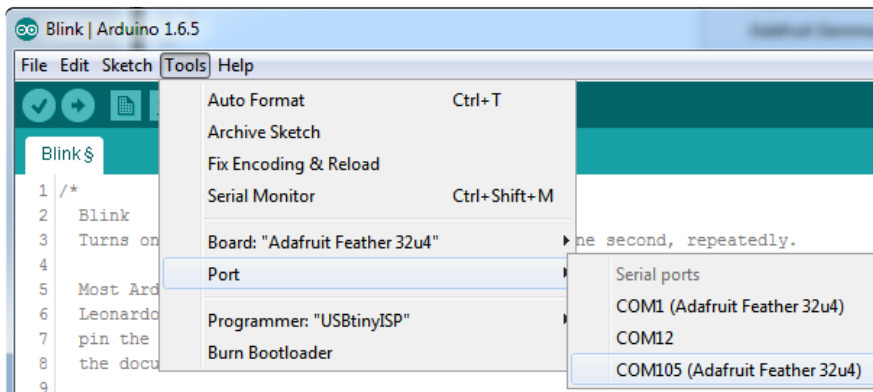 Blink | Arduino 1.6.5
File Edit Sketch Tools Help
Auto Format Ctrl+T
Archive Sketch
Fix Encoding & Reload
Serial Monitor Ctrl+Shift+M
Board: "Adafruit Feather 32u4"
Port
Programmer: "USBtinyISP"
Burn Bootloader
Serial ports
COM1 (Adafruit Feather 32u4)
COM12
COM105 (Adafruit Feather 32u4)
Blink§
1 /*
2 Blink
3 Turns on ne second, repeatedly.
4
5 Most Ard
6 Leonardo
7 pin the
8 the docu
9